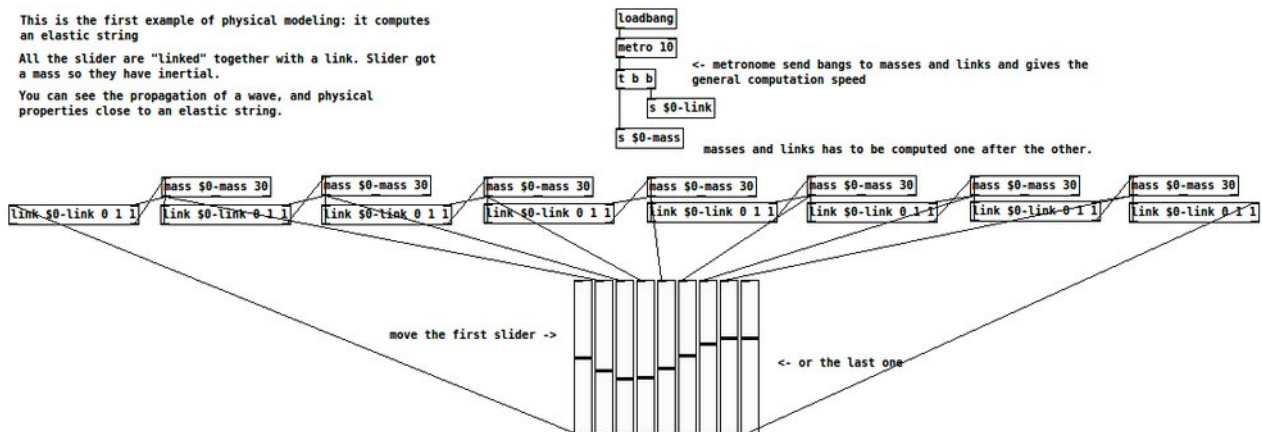 This is the first example of physical modeling: it computes
an elastic string
All the slider are "linked" together with a link. Slider got
a mass so they have inertial.
You can see the propagation of a wave, and physical
properties close to an elastic string.
loadbang
metro 10
t b b
s $0-link
s $0-mass
<- metronome send bangs to masses and links and gives the
general computation speed
masses and links has to be computed one after the other.
mass $0-mass 30
mass $0-mass 30
mass $0-mass 30
mass $0-mass 30
mass $0-mass 30
mass $0-mass 30
mass $0-mass 30
link $0-link 0 1 1
link $0-link 0 1 1
link $0-link 0 1 1
link $0-link 0 1 1
link $0-link 0 1 1
link $0-link 0 1 1
link $0-link 0 1 1
link $0-link 0 1 1
move the first slider ->
<- or the last one